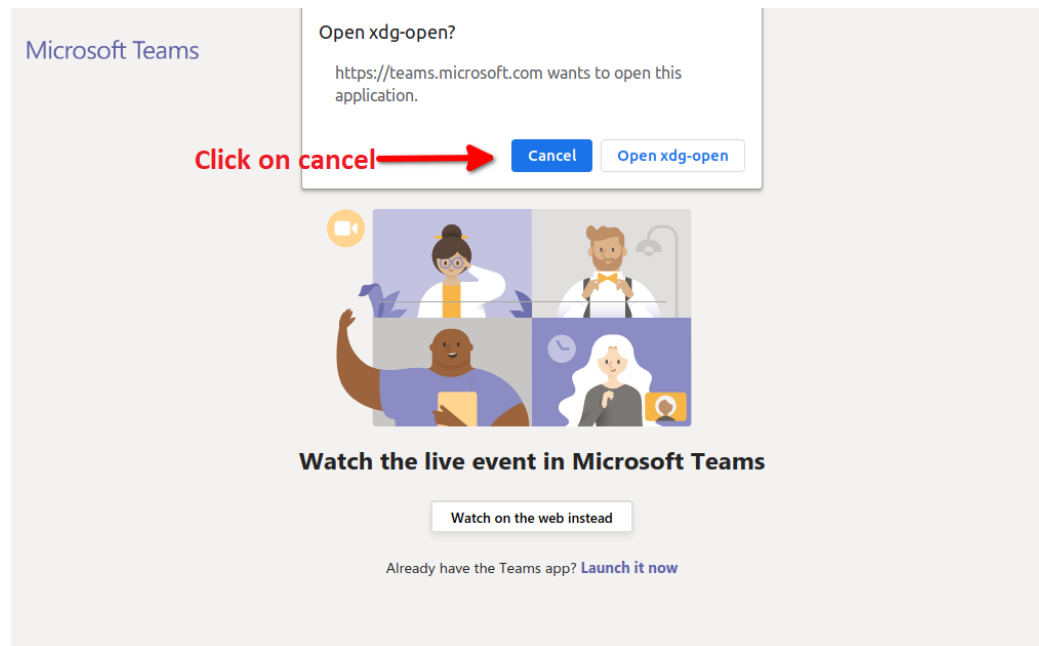 Microsoft Teams
Open xdg-open?
https://teams.microsoft.com wants to open this
application.
Click on cancel
Cancel
Open xdg-open
Watch the live event in Microsoft Teams
Watch on the web instead
Already have the Teams app? Launch it now